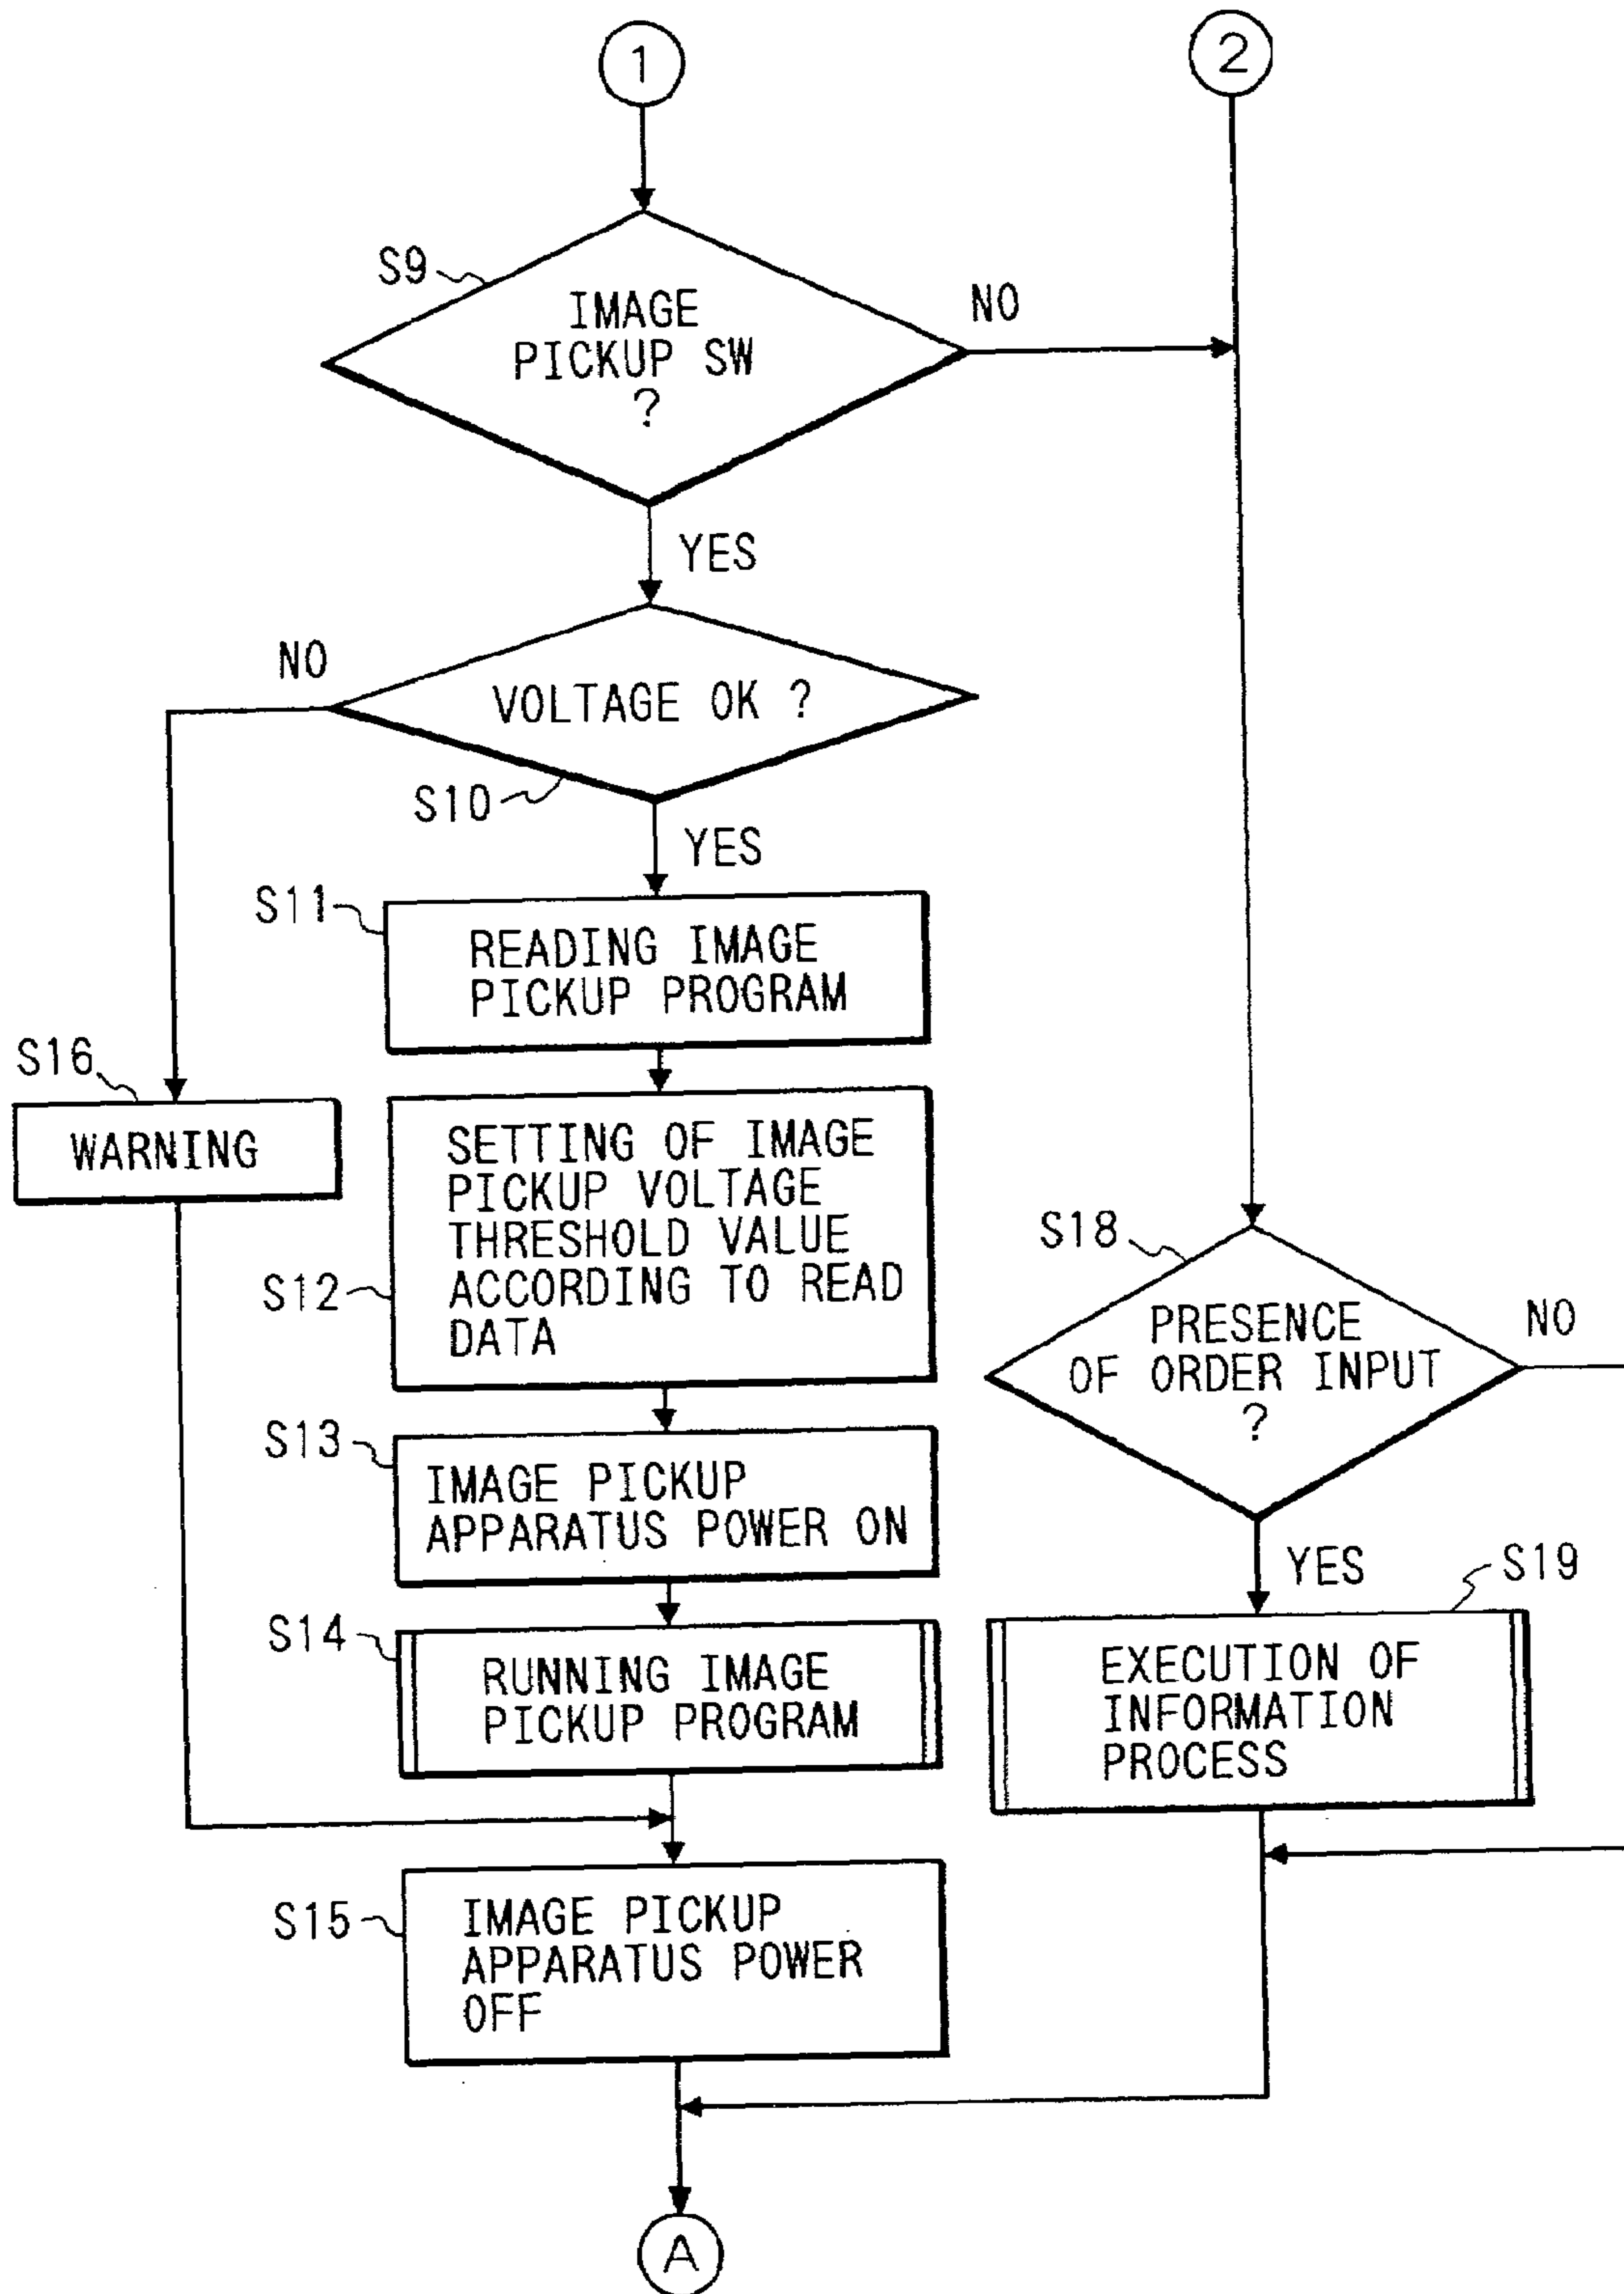 1
2
S9
IMAGE
PICKUP SW
?
NO
YES
NO
VOLTAGE OK ?
S10
YES
S11
READING IMAGE
PICKUP PROGRAM
S16
WARNING
S12
SETTING OF IMAGE
PICKUP VOLTAGE
THRESHOLD VALUE
ACCORDING TO READ
DATA
S18
PRESENCE
OF ORDER INPUT
?
NO
S13
IMAGE PICKUP
APPARATUS POWER ON
YES
S19
S14
RUNNING IMAGE
PICKUP PROGRAM
EXECUTION OF
INFORMATION
PROCESS
S15
IMAGE PICKUP
APPARATUS POWER
OFF
A